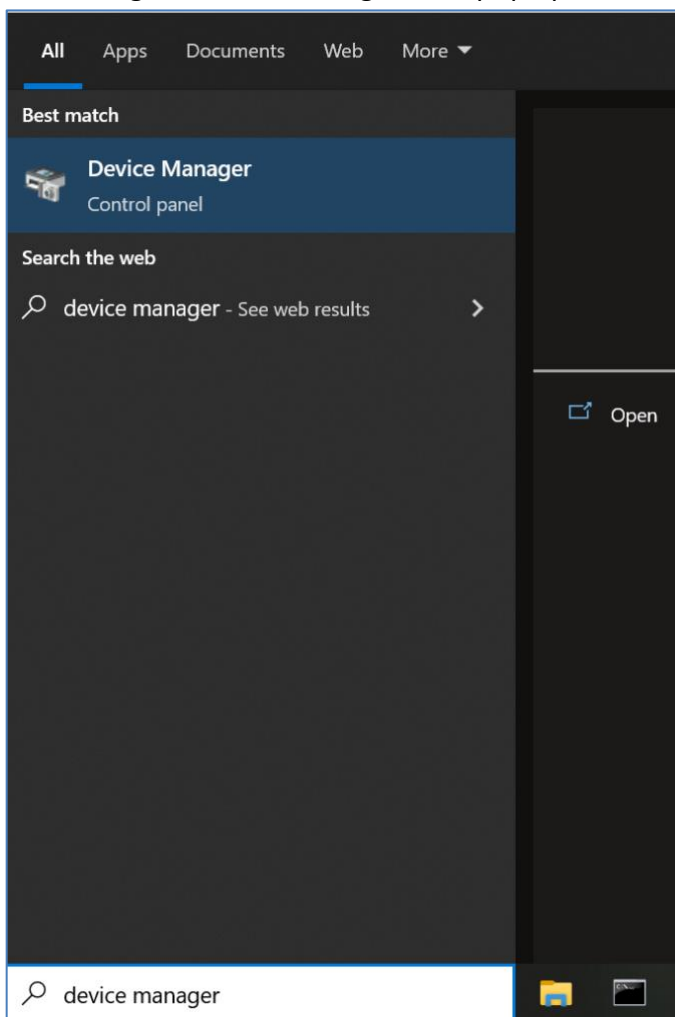 All Apps Documents Web More
Best match
Device Manager
Control panel
Search the web
device manager - See web results
Open
device manager